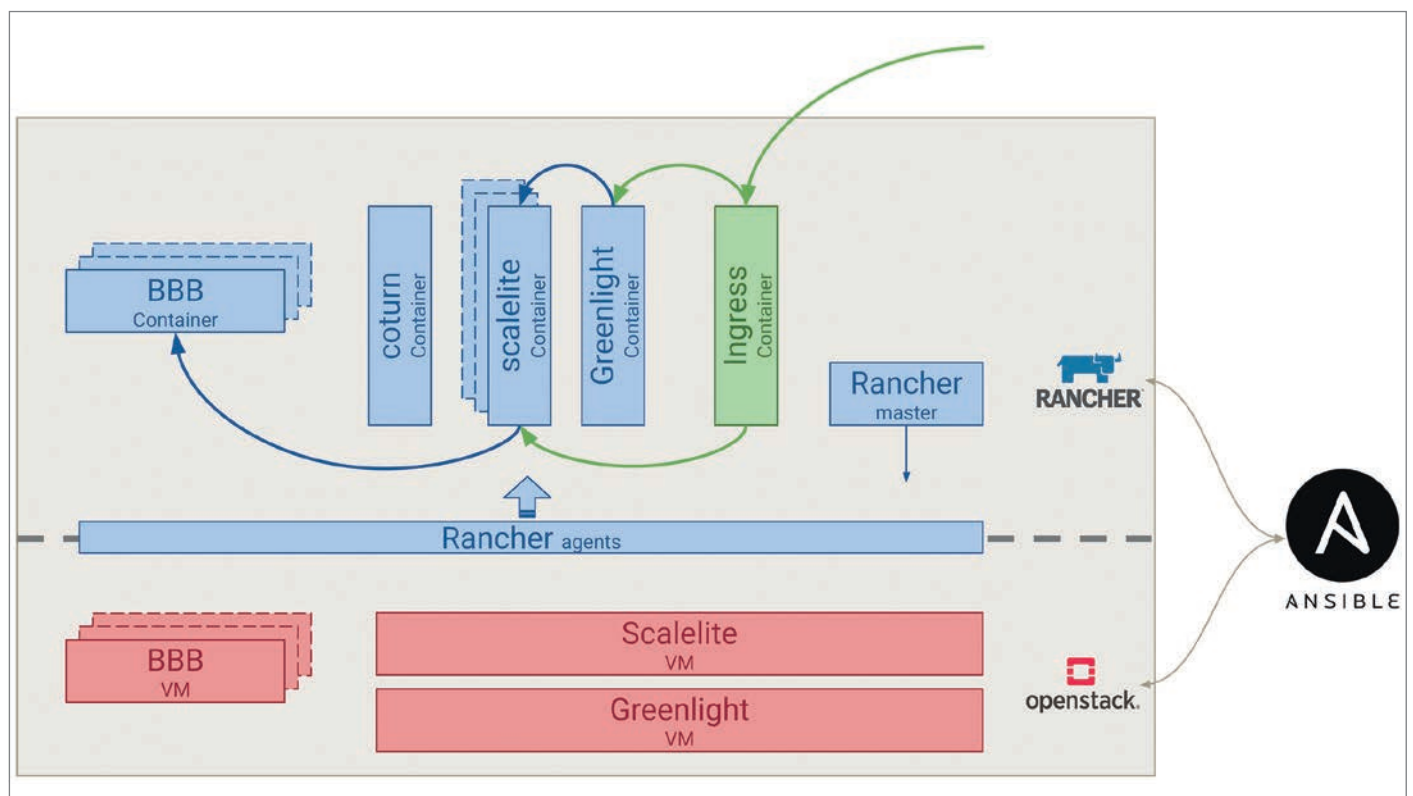 BBB
Container
coturn
Container
scalelite
Container
Greenlight
Container
Ingress
Container
Rancher
master
RANCHER
Rancher agents
ANSIBLE
BBB
VM
Scalelite
VM
Greenlight
VM
openstack.